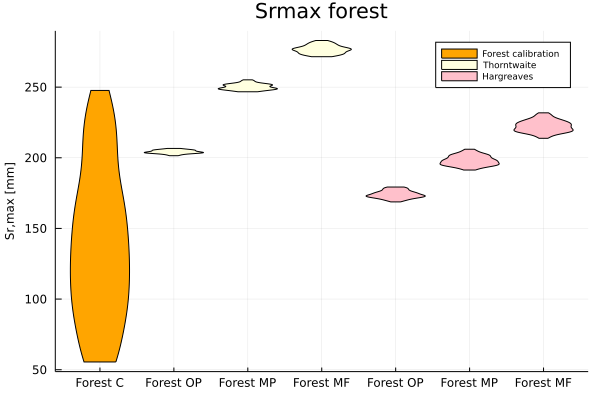 Srmax forest
Forest calibration
Thorntwaite
Hargreaves
Sr,max [mm]
250
200
150
100
50
Forest C Forest OP Forest MP Forest MF Forest OP Forest MP Forest MF